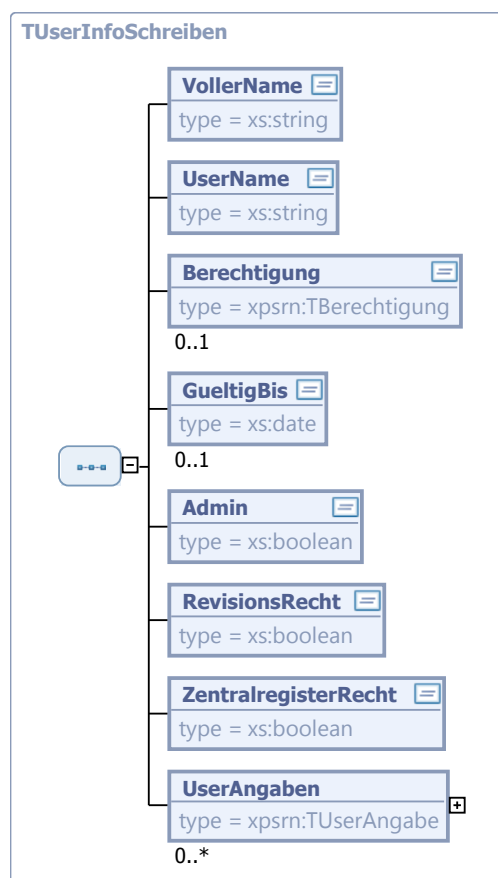 TUserInfoSchreiben
VollerName
type = xs:string
UserName
type = xs:string
Berechtigung
type = xpsrn:TBerechtigung
0..1
GueltigBis
type = xs:date
0..1
Admin
type = xs:boolean
RevisionsRecht
type = xs:boolean
ZentralregisterRecht
type = xs:boolean
UserAngaben
type = xpsrn:TUserAngabe
0..*